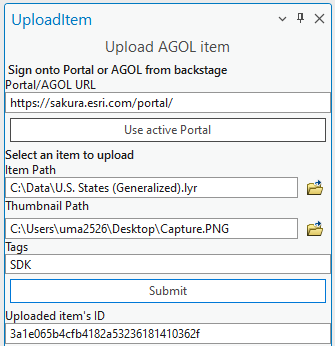 UploadItem
Upload AGOL item
Sign onto Portal or AGOL from backstage
Portal/AGOL URL
https://sakura.esri.com/portal/
Use active Portal
Select an item to upload
Item Path
C:\Data\U.S. States (Generalized).lyr
Thumbnail Path
C:\Users\uma2526\Desktop\Capture.PNG
Tags
SDK
Submit
Uploaded item's ID
3a1e065b4cfb4182a53236181410362f